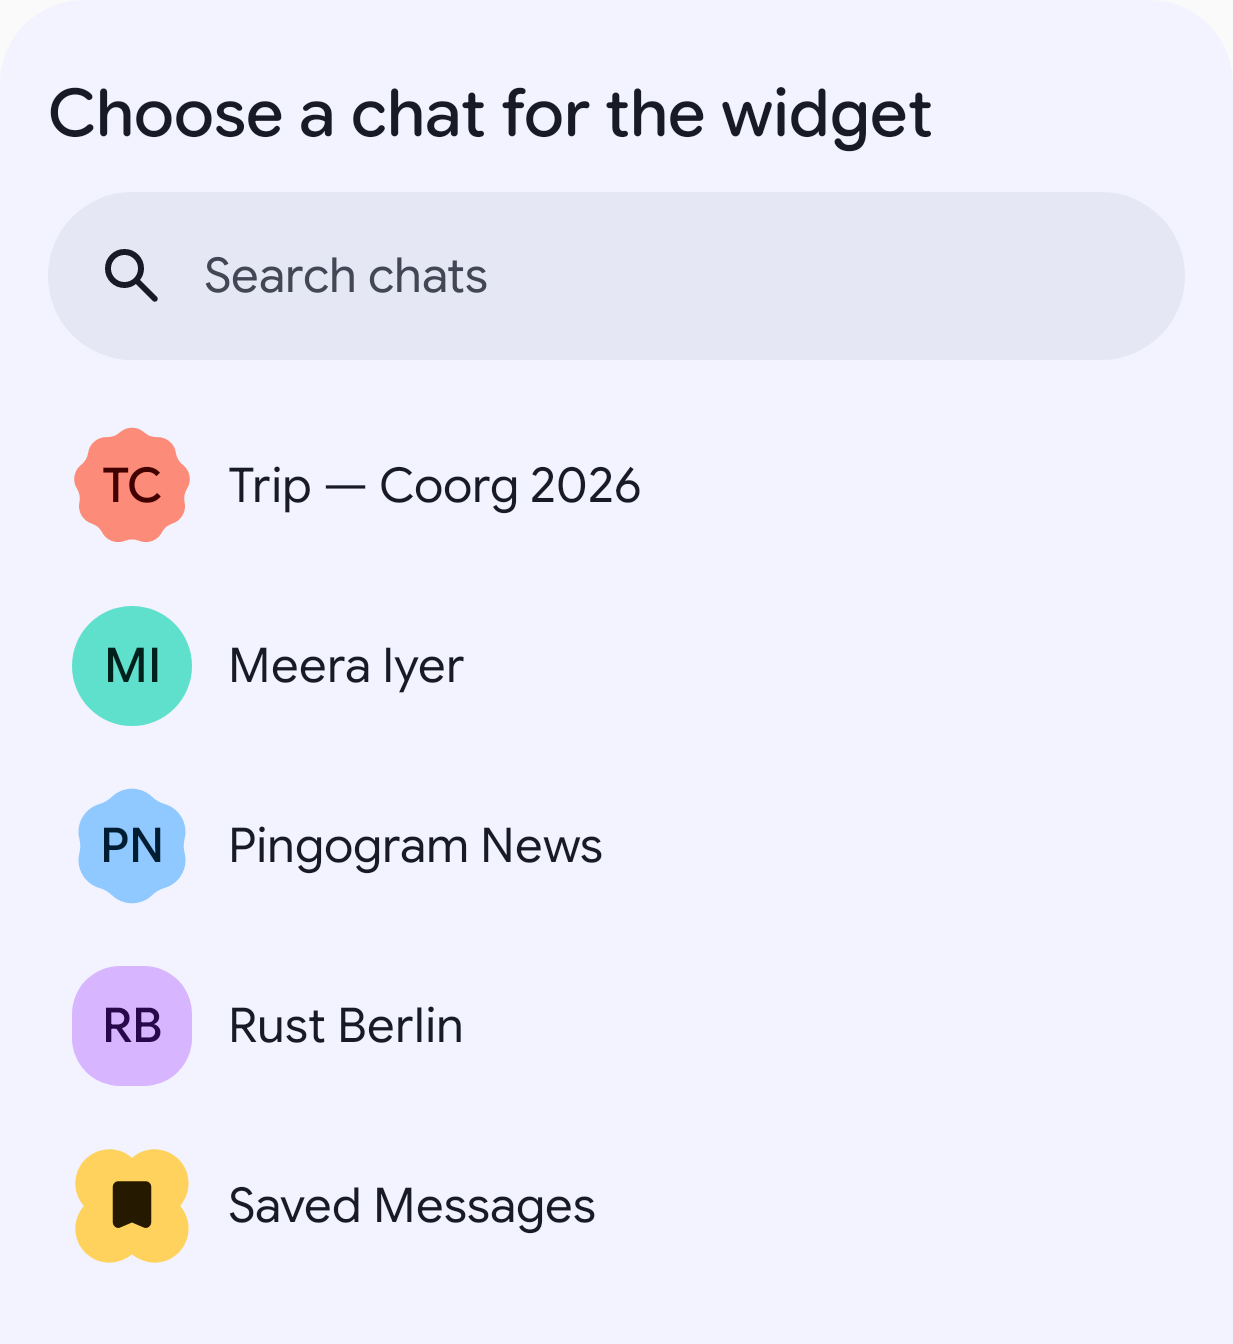 Choose a chat for the widget
Search chats
TC Trip — Coorg 2026
MI Meera Iyer
PN Pingogram News
RB Rust Berlin
Saved Messages